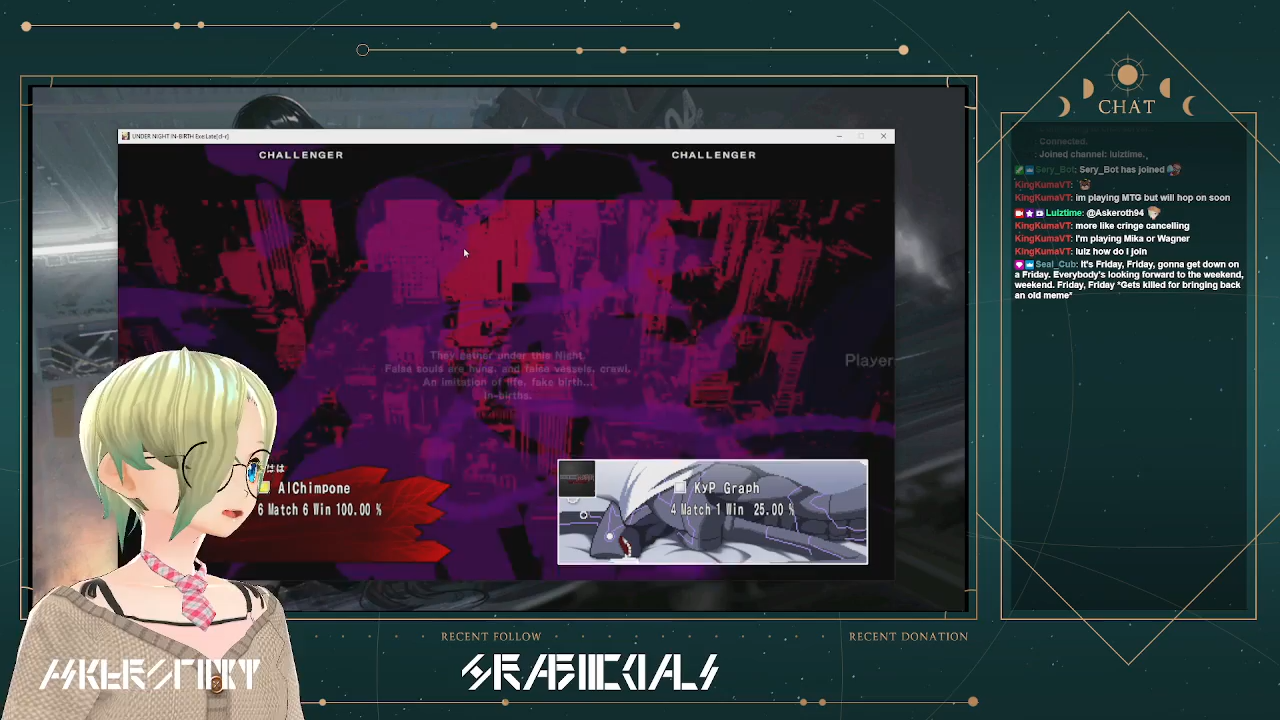 CHAT
UNDER NIGHT IN-BIRTH Exe:Late[cl-r]
CHALLENGER
CHALLENGER
They gather under this Night.
False souls are hung, and false vessels, crawl.
An imitation of life, fake birth...
in-births.
Player
はは
AlChimpone
6 Match 6 Win 100.00 %
KyP Graph
4 Match 1 Win 25.00 %
: Connected.
: Joined channel: luiztime.
Sery_Bot: Sery_Bot has joined
KingKumaVT:
KingKumaVT: im playing MTG but will hop on soon
Luiztime: @Askeroth94
KingKumaVT: more like cringe cancelling
KingKumaVT: I'm playing Mika or Wagner
KingKumaVT: luiz how do I join
Seal_Cub: It's Friday, Friday, gonna get down on
a Friday. Everybody's looking forward to the weekend,
weekend. Friday, Friday *Gets killed for bringing back
an old meme*
RECENT FOLLOW
RECENT DONATION